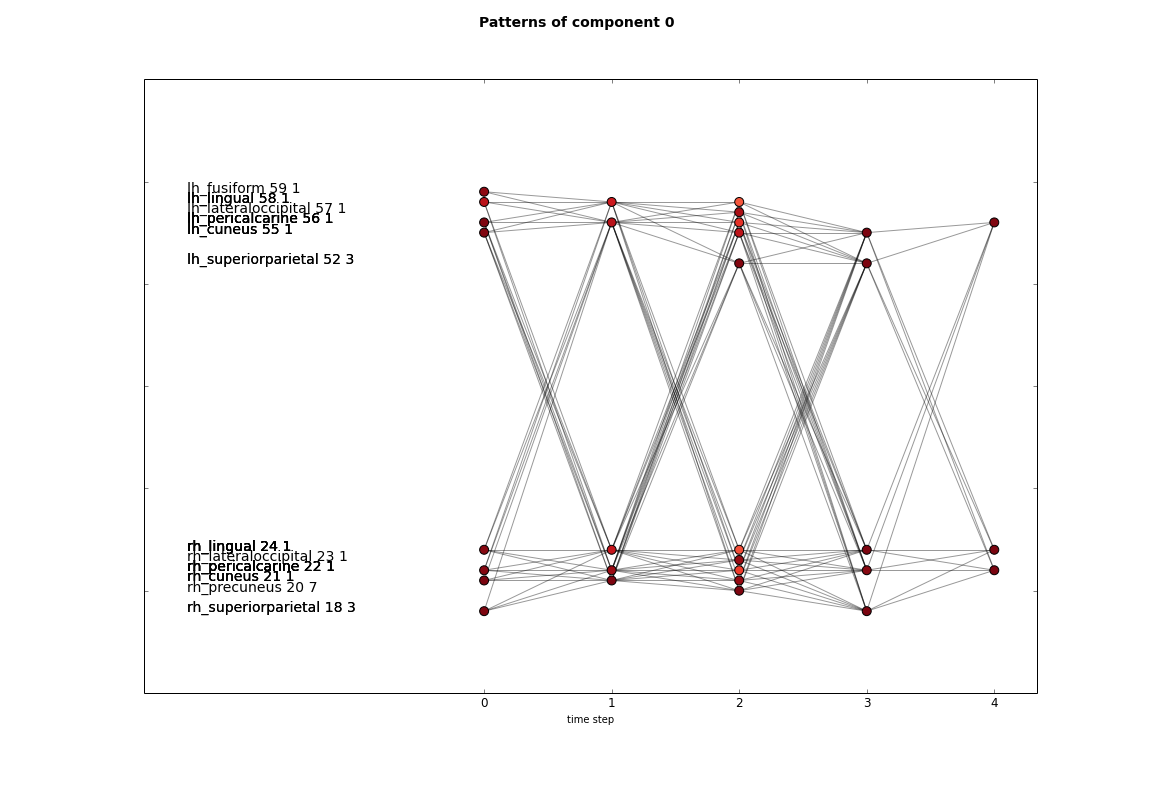 Patterns of component 0
lh_fusiform 59 1
lh_lingual 58 1
lh_lateraloccipital 57 1
lh_pericalcarine 56 1
lh_cuneus 55 1
lh_superiorparietal 52 3
rh_lingual 24 1
rh_lateraloccipital 23 1
rh_pericalcarine 22 1
rh_cuneus 21 1
rh_precuneus 20 7
rh_superiorparietal 18 3
0 1 2 3 4
time step